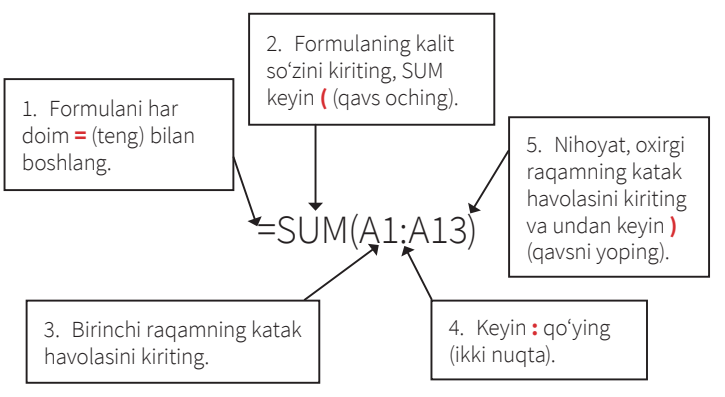 1. Formulani har
doim = (teng) bilan
boshlang.
2. Formulaning kalit
so‘zini kiriting, SUM
keyin ( (qavs oching).
=SUM(A1:A13)
3. Birinchi raqamning katak
havolasini kiriting.
4. Keyin : qo‘ying
(ikki nuqta).
5. Nihoyat, oxirgi
raqamning katak
havolasini kiriting
va undan keyin )
(qavsni yoping).